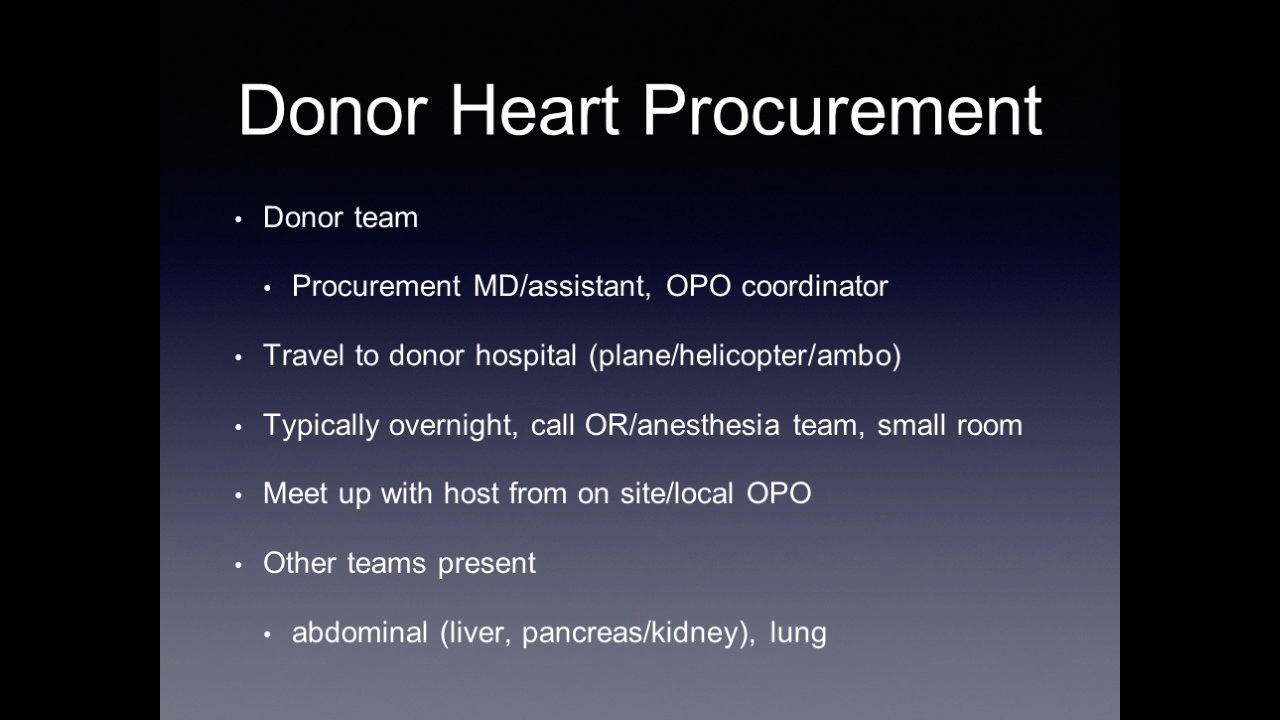 Donor Heart Procurement
• Donor team
• Procurement MD/assistant, OPO coordinator
• Travel to donor hospital (plane/helicopter/ambo)
• Typically overnight, call OR/anesthesia team, small room
• Meet up with host from on site/local OPO
• Other teams present
• abdominal (liver, pancreas/kidney), lung